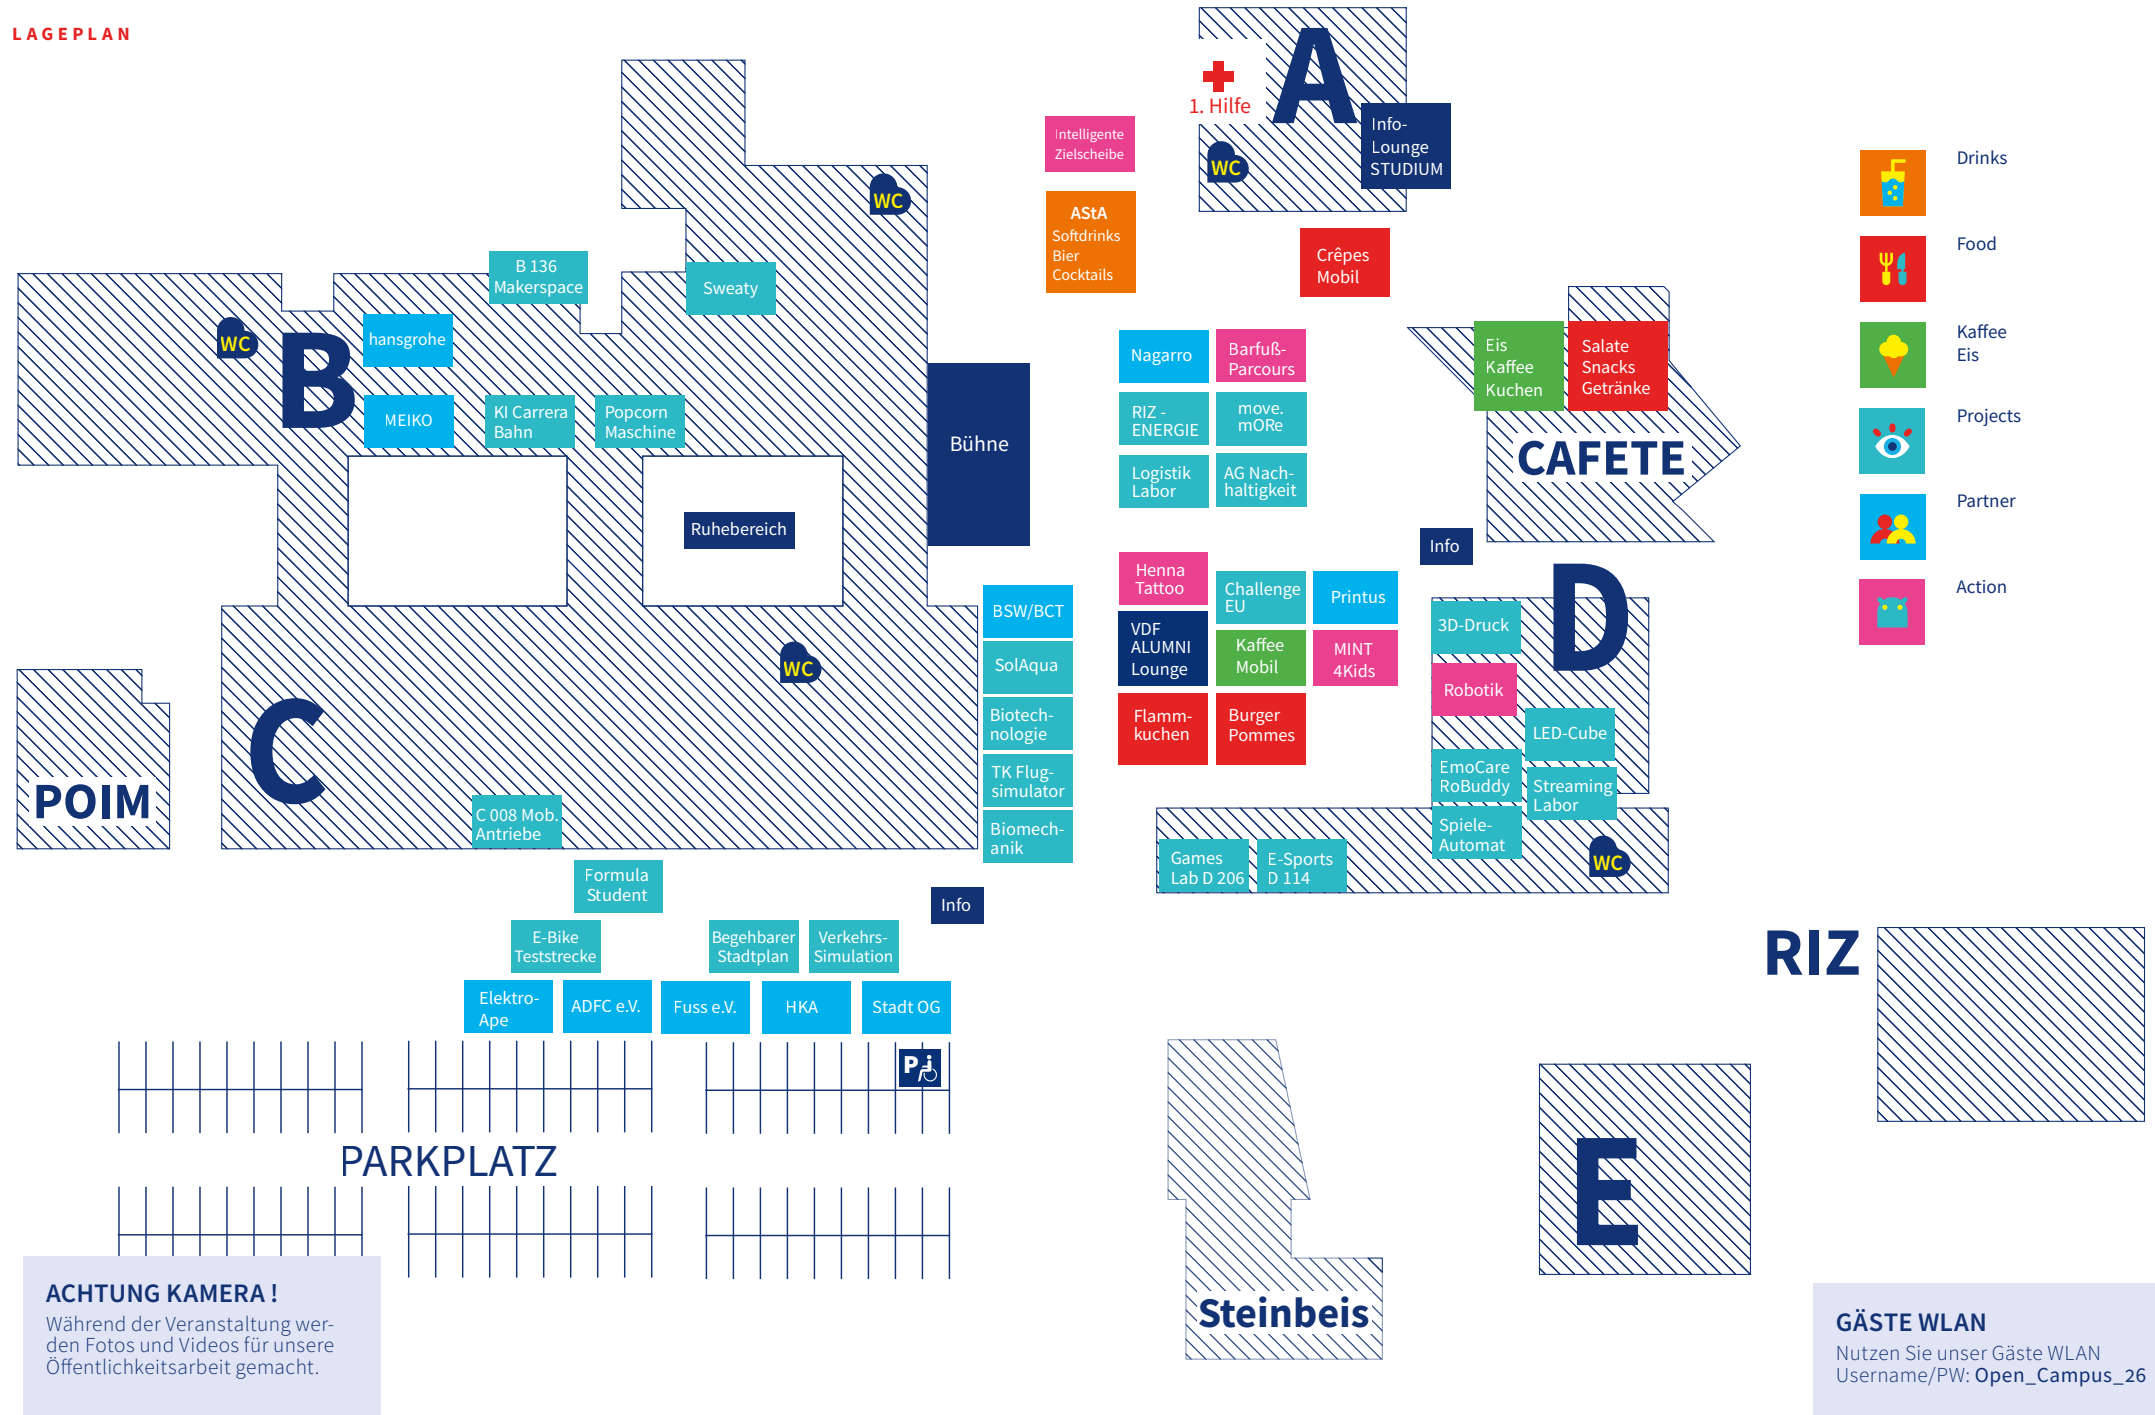 LAGEPLAN
A
1. Hilfe
WC
Info-
Lounge
STUDIUM
Intelligente
Zielscheibe
AStA
Softdrinks
Bier
Cocktails
Crêpes
Mobil
Drinks
Food
Kaffee
Eis
Projects
Partner
Action
WC
B 136
Makerspace
Sweaty
WC
B
hansgrohe
MEIKO
KI Carrera
Bahn
Popcorn
Maschine
Bühne
Ruhebereich
Nagarro
Barfuß-
Parcours
RIZ -
ENERGIE
move.
mORe
Logistik
Labor
AG Nach-
haltigkeit
Eis
Kaffee
Kuchen
Salate
Snacks
Getränke
CAFETE
Info
Henna
Tattoo
Challenge
EU
Printus
VDF
ALUMNI
Lounge
Kaffee
Mobil
MINT
4Kids
Flamm-
kuchen
Burger
Pommes
BSW/BCT
SolAqua
Biotech-
nologie
TK Flug-
simulator
Biomech-
anik
D
3D-Druck
Robotik
LED-Cube
EmoCare
RoBuddy
Streaming
Labor
Spiele-
Automat
WC
Games
Lab D 206
E-Sports
D 114
WC
C
POIM
C 008 Mob.
Antriebe
Formula
Student
Info
E-Bike
Teststrecke
Begehbarer
Stadtplan
Verkehrs-
Simulation
Elektro-
Ape
ADFC e.V.
Fuss e.V.
HKA
Stadt OG
P
PARKPLATZ
RIZ
E
Steinbeis
ACHTUNG KAMERA !
Während der Veranstaltung wer-
den Fotos und Videos für unsere
Öffentlichkeitsarbeit gemacht.
GÄSTE WLAN
Nutzen Sie unser Gäste WLAN
Username/PW: Open_Campus_26